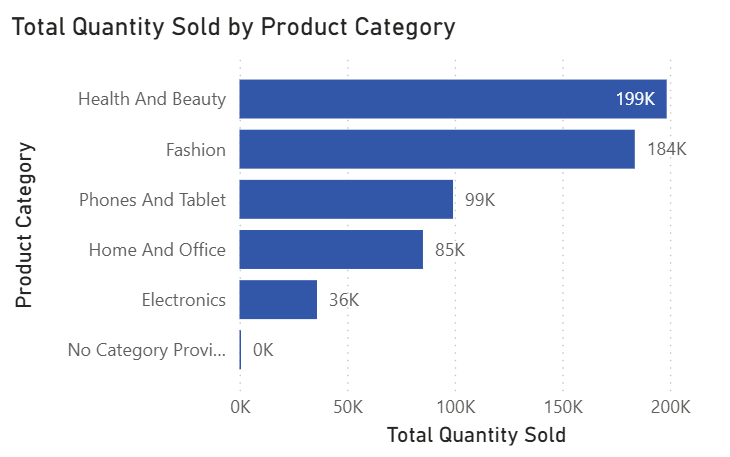 Total Quantity Sold by Product Category
Product Category
Health And Beauty 199K
Fashion 184K
Phones And Tablet 99K
Home And Office 85K
Electronics 36K
No Category Provi... 0K
0K 50K 100K 150K 200K
Total Quantity Sold